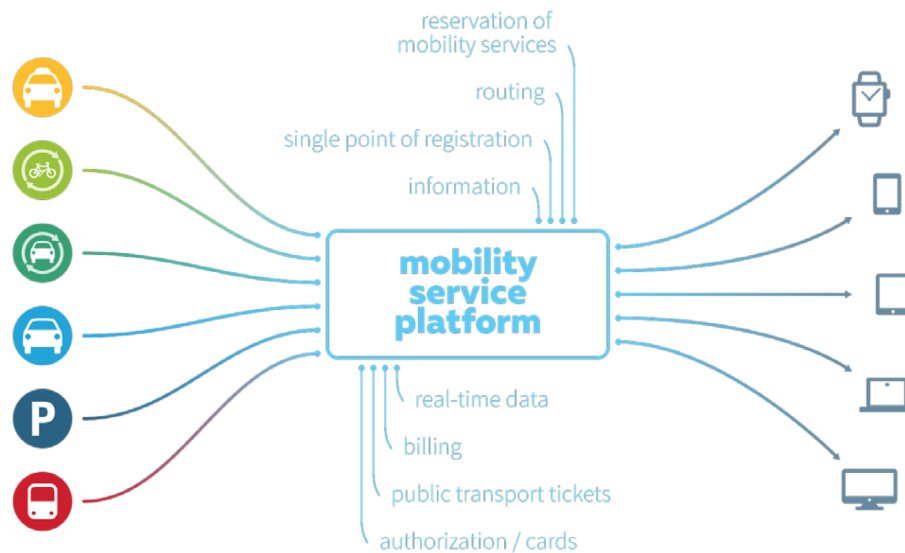 reservation of
mobility services
routing
single point of registration
information
mobility
service
platform
P
real-time data
billing
public transport tickets
authorization / cards